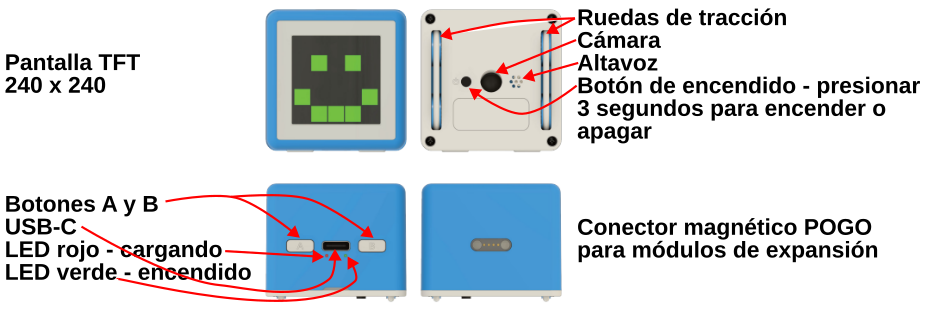 Pantalla TFT
240 x 240
Ruedas de tracción
Cámara
Altavoz
Botón de encendido - presionar
3 segundos para encender o
apagar
Botones A y B
USB-C
LED rojo - cargando
LED verde - encendido
A
B
Conector magnético POGO
para módulos de expansión